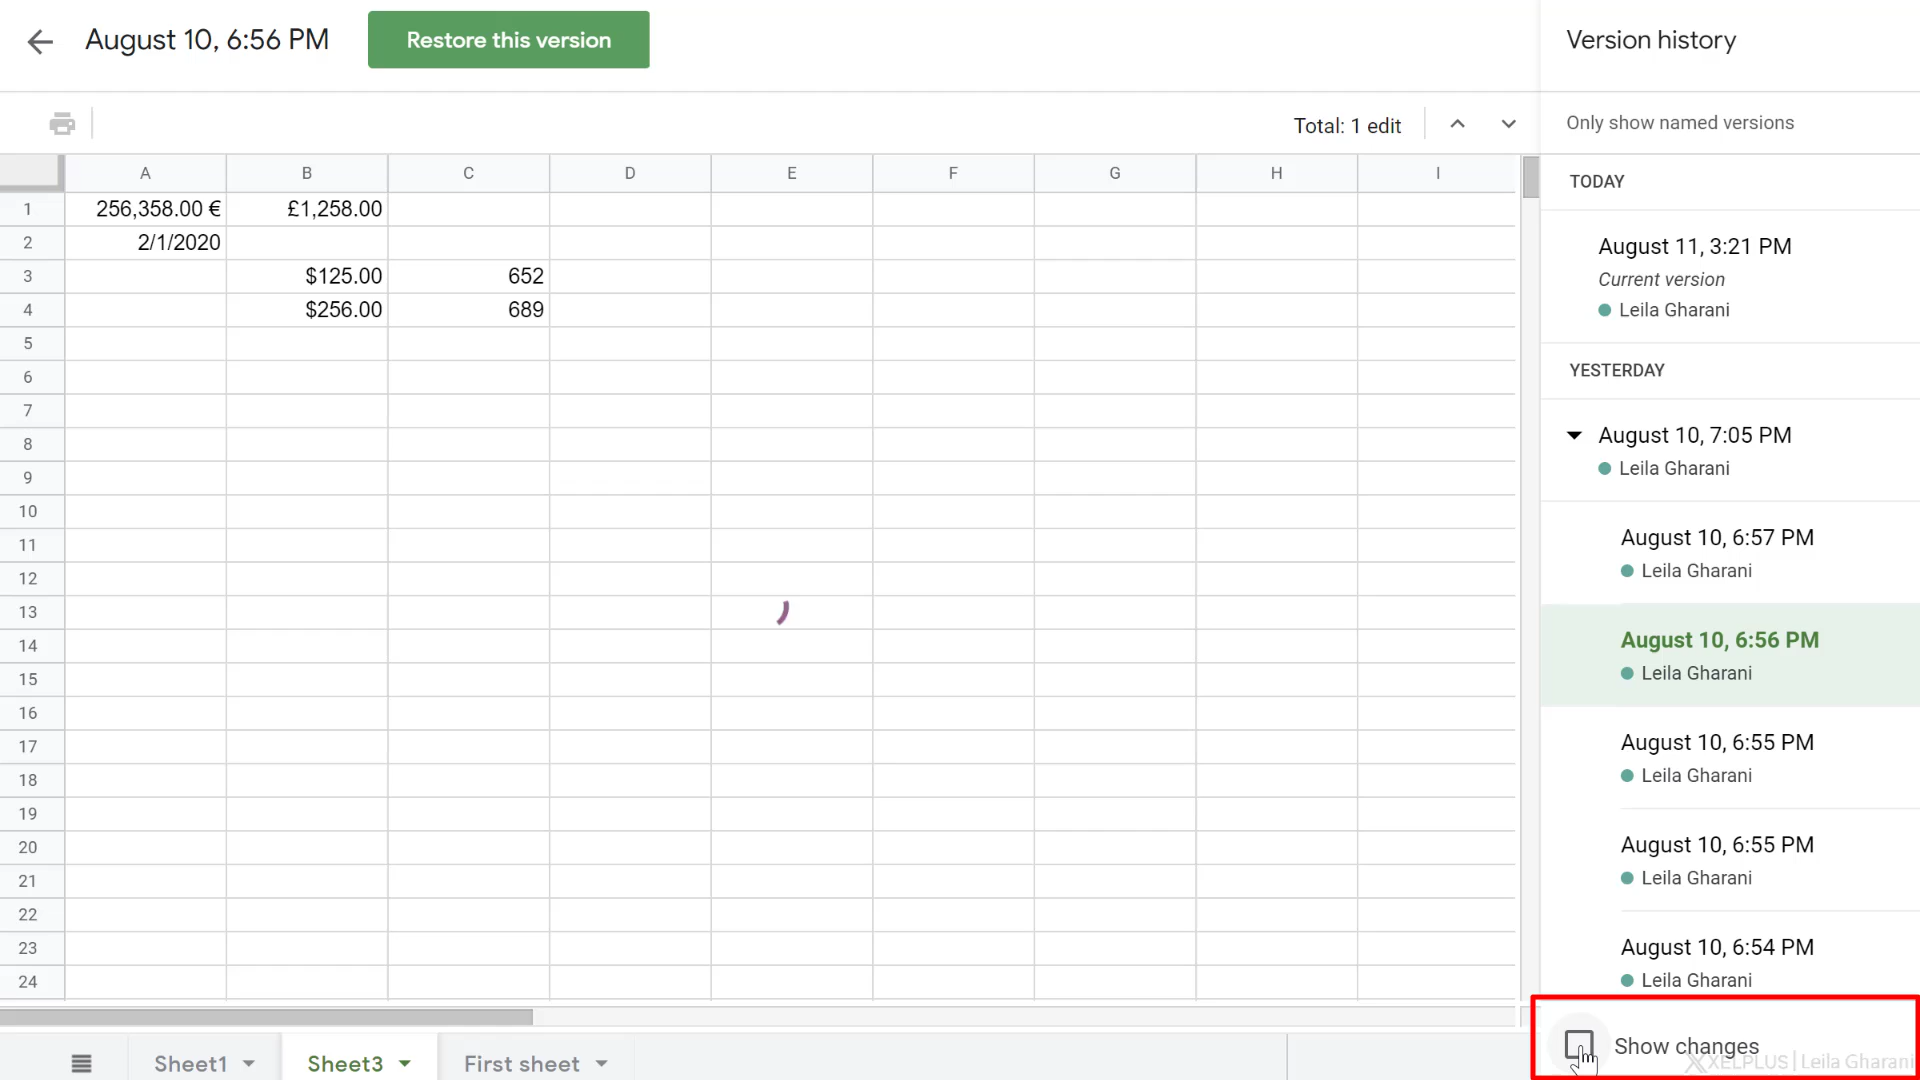 August 10, 6:56 PM
Restore this version
Version history
Total: 1 edit
Only show named versions
A B C D E F G H I
1 256,358.00 € £1,258.00
2 2/1/2020
3 $125.00 652
4 $256.00 689
5
6
7
8
9
10
11
12
13
14
15
16
17
18
19
20
21
22
23
24
TODAY
August 11, 3:21 PM
Current version
Leila Gharani
YESTERDAY
August 10, 7:05 PM
Leila Gharani
August 10, 6:57 PM
Leila Gharani
August 10, 6:56 PM
Leila Gharani
August 10, 6:55 PM
Leila Gharani
August 10, 6:55 PM
Leila Gharani
August 10, 6:54 PM
Leila Gharani
Show changes
XELPLUS | Leila Gharani
Sheet1 Sheet3 First sheet